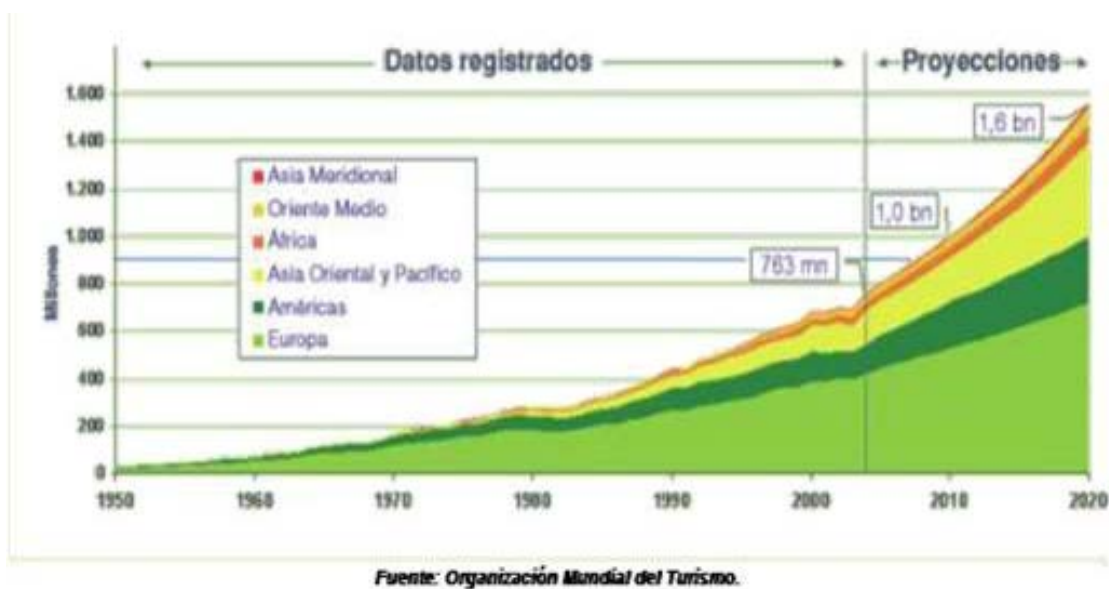 Datos registrados
Proyecciones
1.600
1.400
1.200
1.000
800
600
400
200
0
Millones
Asia Meridional
Oriente Medio
África
Asia Oriental y Pacífico
Américas
Europa
763 mn
1,0 bn
1,6 bn
1950
1960
1970
1980
1990
2000
2010
2020
Fuente: Organización Mundial del Turismo.